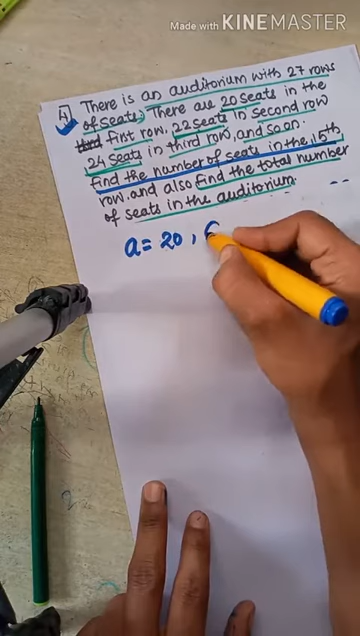 Made with KINEMASTER
4) There is an auditorium with 27 rows
of seats. There are 20 seats in the
first row, 22 seats in second row
24 seats in third row, and so on.
find the number of seats in the 15th
row. and also find the total number
of seats in the auditorium.
a = 20,